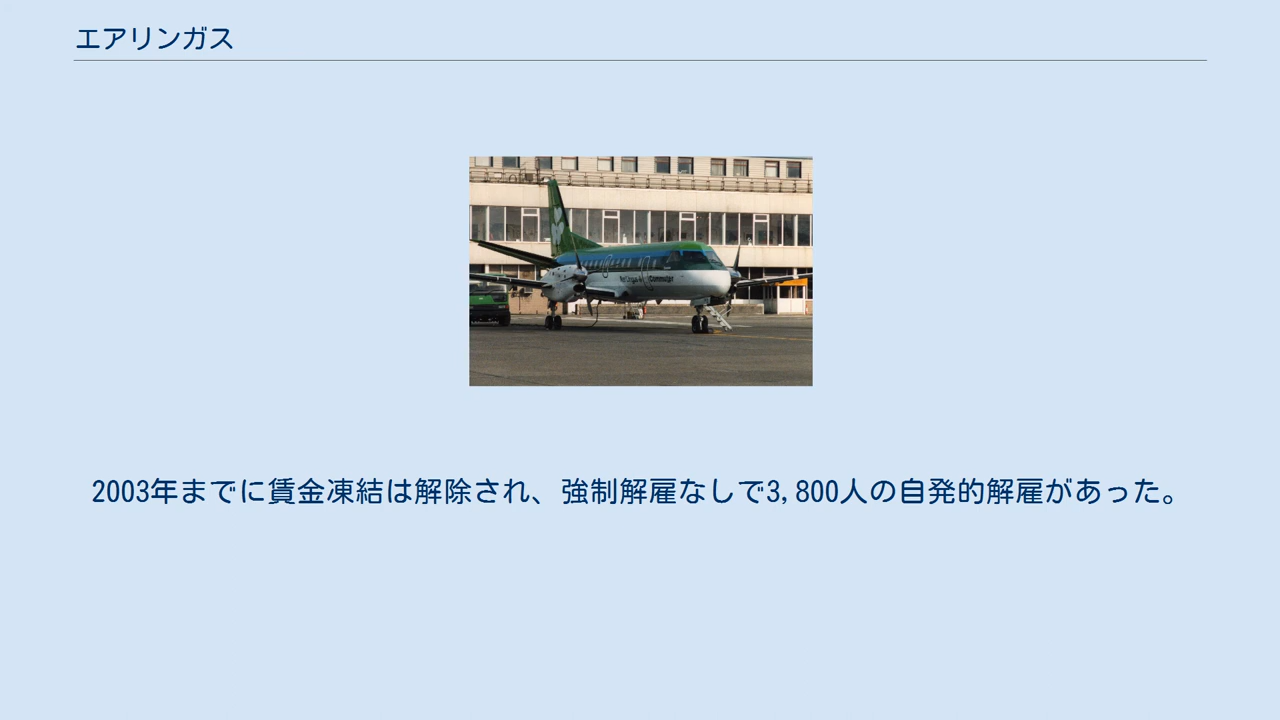 エアリンガス
Commuter
2003年までに賃金凍結は解除され、強制解雇なしで3,800人の自発的解雇があった。